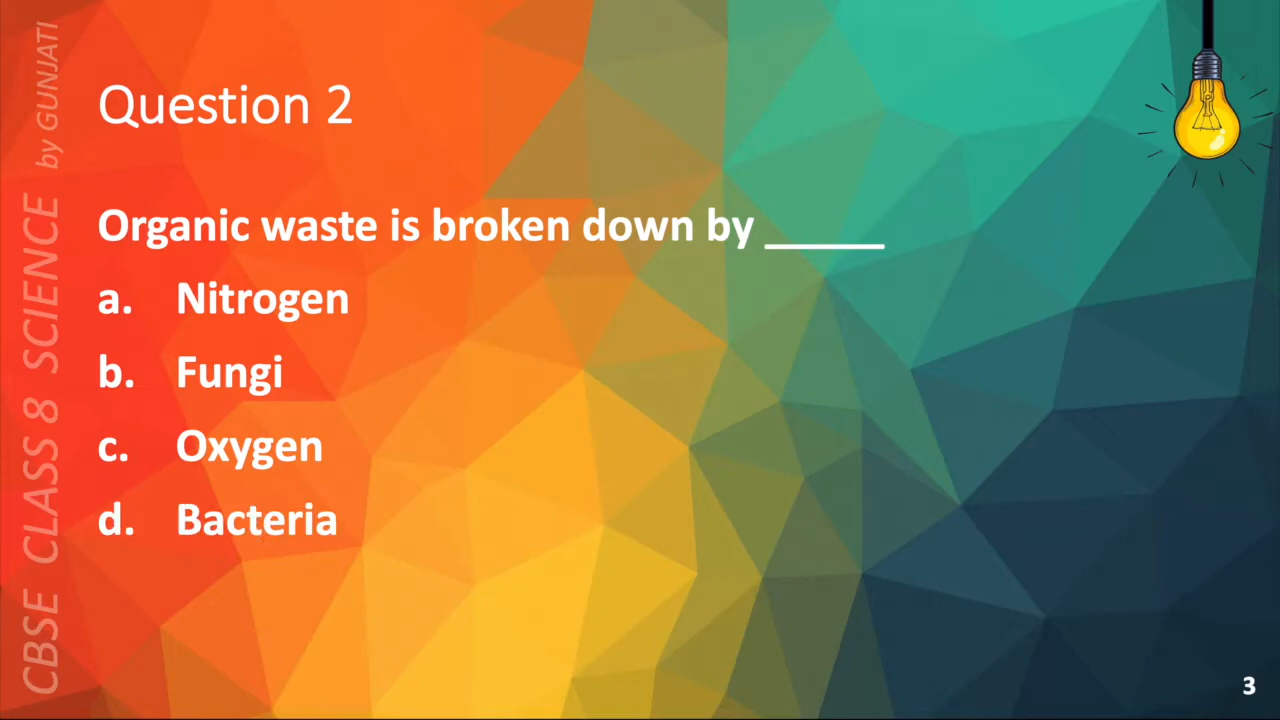 Question 2
Organic waste is broken down by _____
a. Nitrogen
b. Fungi
c. Oxygen
d. Bacteria
CBSE CLASS 8 SCIENCE by GUNJATI
3